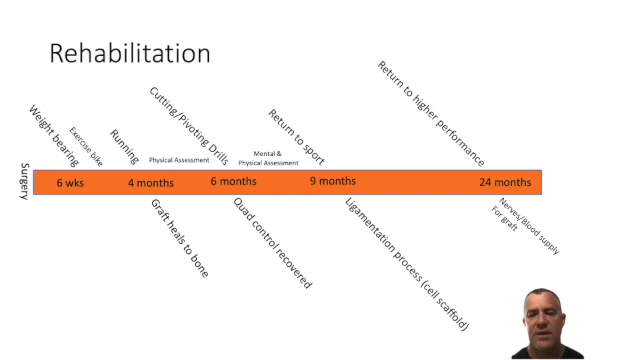 Rehabilitation
Return to higher performance
Cutting/Pivoting Drills
Return to sport
Weight bearing
Exercise bike
Running
Physical Assessment
Mental &
Physical Assessment
Surgery
6 wks
4 months
6 months
9 months
24 months
Graft heals to bone
Quad control recovered
Ligamentation process (cell scaffold)
Nerves/Blood supply
For graft